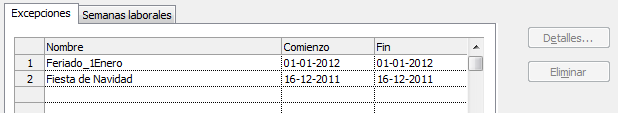 Excepciones Semanas laborales
Nombre Comienzo Fin
1 Feriado_1Enero 01-01-2012 01-01-2012
2 Fiesta de Navidad 16-12-2011 16-12-2011
Detalles...
Eliminar